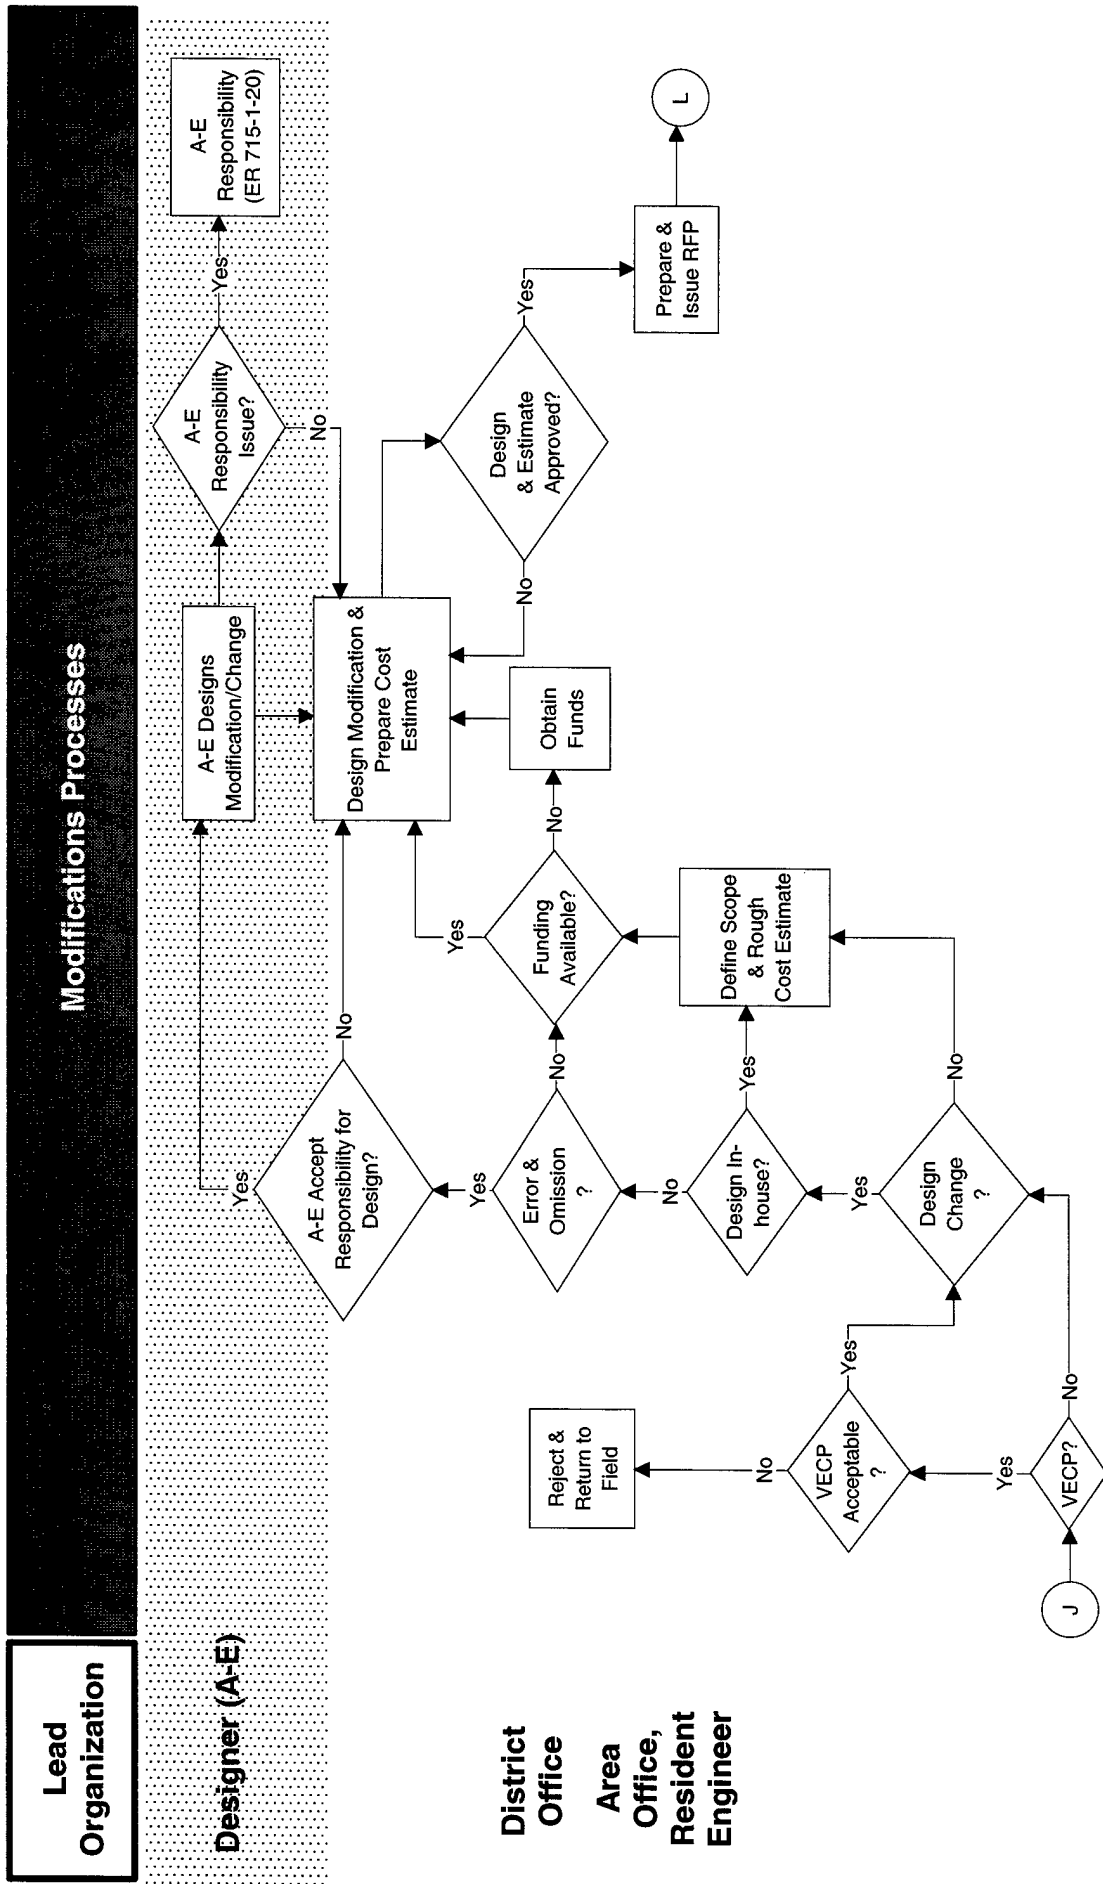 Lead
Organization
Modifications Processes
Designer (A-E)
A-E Accept
Responsibility for
Design?
Yes
No
A-E Designs
Modification/Change
A-E
Responsibility
Issue?
Yes
No
A-E
Responsibility
(ER 715-1-20)
District
Office
Area
Office,
Resident
Engineer
Design Modification &
Prepare Cost
Estimate
Design
& Estimate
Approved?
Yes
No
Prepare &
Issue RFP
L
Obtain
Funds
Funding
Available?
Yes
No
Error &
Omission
?
Yes
No
Define Scope
& Rough
Cost Estimate
Design In-
house?
Yes
No
Design
Change
?
Yes
No
Reject &
Return to
Field
VECP
Acceptable
?
No
Yes
VECP?
Yes
No
J